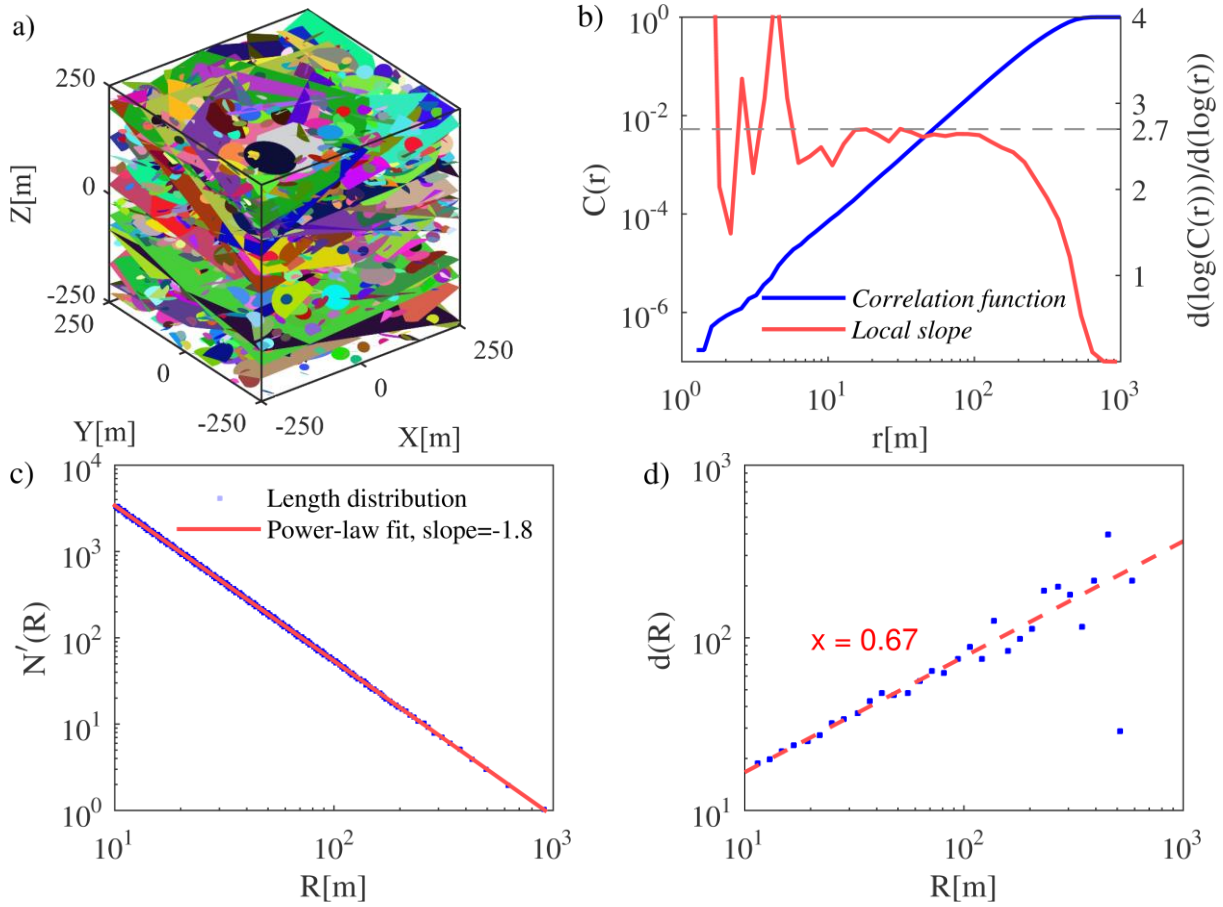 a)
250
0
-250
Z[m]
250
0
-250
Y[m]
-250
0
250
X[m]
b)
10^0
10^-2
10^-4
10^-6
C(r)
4
3
2.7
2
1
d(log(C(r)))/d(log(r))
Correlation function
Local slope
10^0
10^1
10^2
10^3
r[m]
c)
10^4
10^3
10^2
10^1
10^0
N′(R)
Length distribution
Power-law fit, slope=-1.8
10^1
10^2
10^3
R[m]
d)
10^3
10^2
10^1
d(R)
x = 0.67
10^1
10^2
10^3
R[m]